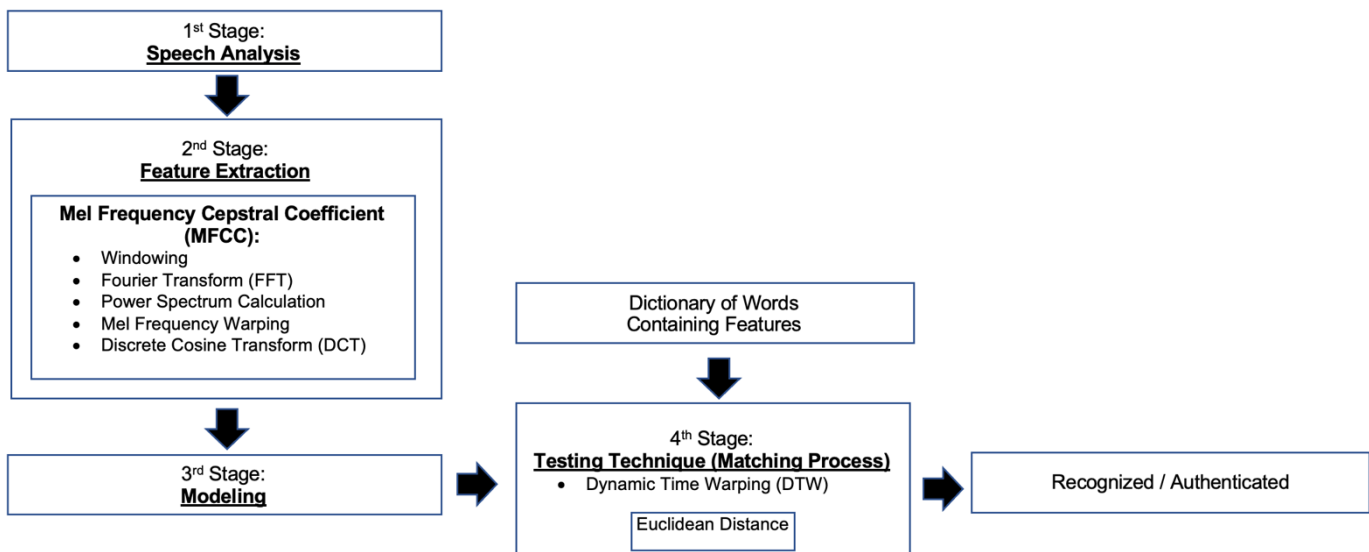 1st Stage:
Speech Analysis
2nd Stage:
Feature Extraction
Mel Frequency Cepstral Coefficient
(MFCC):
• Windowing
• Fourier Transform (FFT)
• Power Spectrum Calculation
• Mel Frequency Warping
• Discrete Cosine Transform (DCT)
3rd Stage:
Modeling
Dictionary of Words
Containing Features
4th Stage:
Testing Technique (Matching Process)
• Dynamic Time Warping (DTW)
Euclidean Distance
Recognized / Authenticated